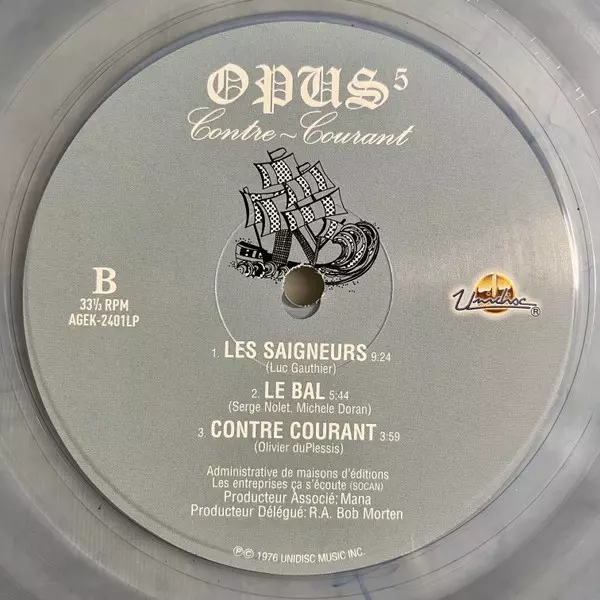 OPUS 5
Contre~Courant
B
33⅓ RPM
AGEK-2401LP
Unidisc ®
1. LES SAIGNEURS 9:24
(Luc Gauthier)
2. LE BAL 5:44
(Serge Nolet, Michele Doran)
3. CONTRE COURANT 3:59
(Olivier duPlessis)
Administrative de maisons d'éditions
Les entreprises ça s'écoute (SOCAN)
Producteur Associé: Mana
Producteur Délégué: R.A. Bob Morten
℗ © 1976 UNIDISC MUSIC INC.